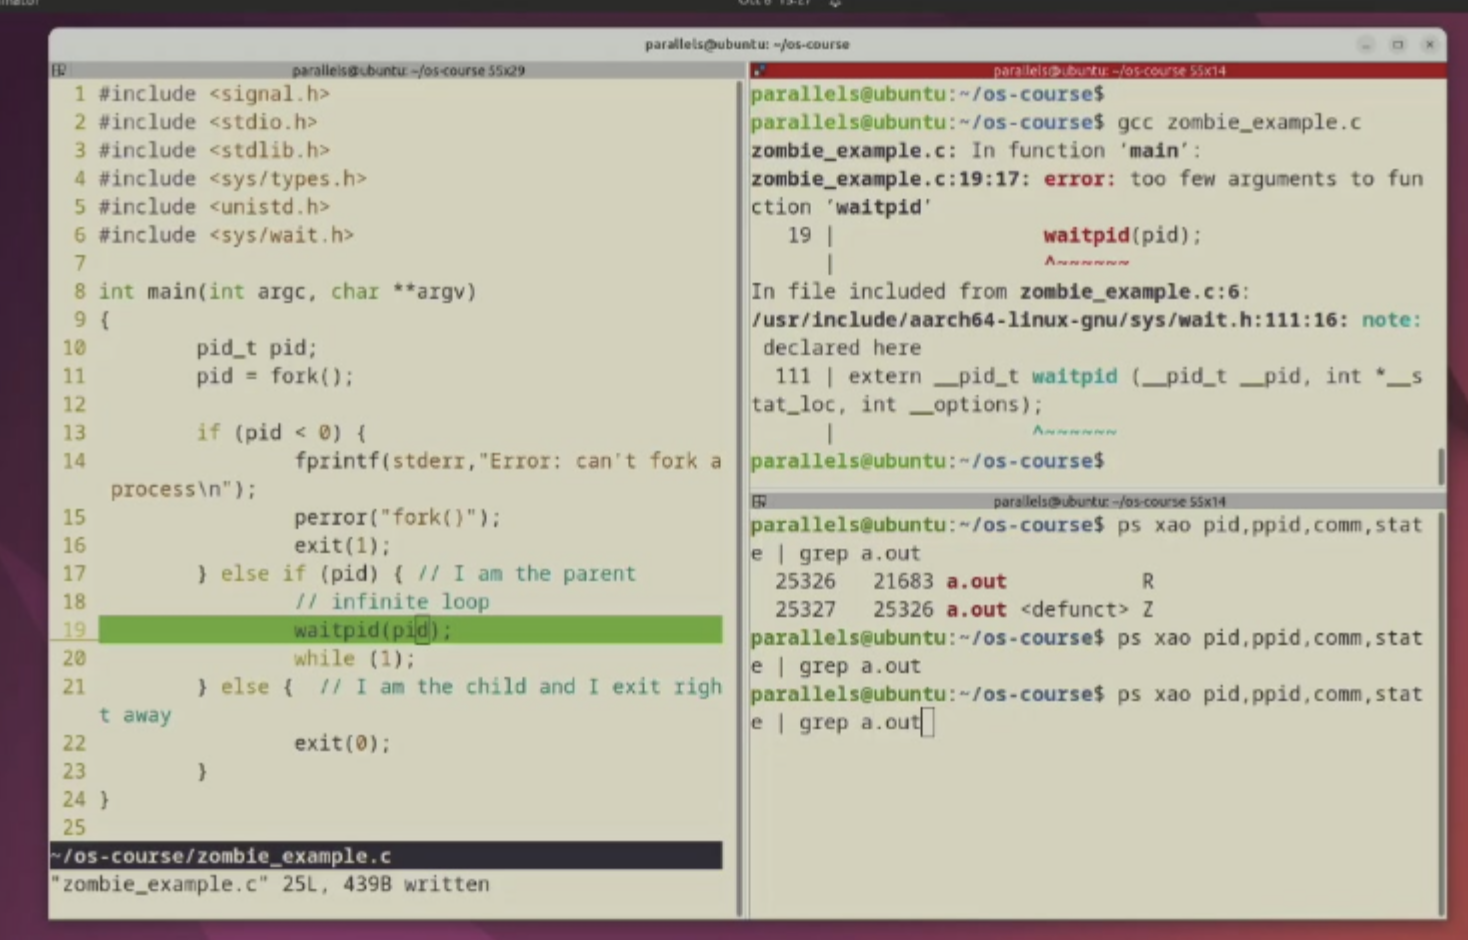 parallels@ubuntu: ~/os-course
parallels@ubuntu: ~/os-course 55x29
1 #include <signal.h>
2 #include <stdio.h>
3 #include <stdlib.h>
4 #include <sys/types.h>
5 #include <unistd.h>
6 #include <sys/wait.h>
7
8 int main(int argc, char **argv)
9 {
10 pid_t pid;
11 pid = fork();
12
13 if (pid < 0) {
14 fprintf(stderr,"Error: can't fork a
process\n");
15 perror("fork()");
16 exit(1);
17 } else if (pid) { // I am the parent
18 // infinite loop
19 waitpid(pid);
20 while (1);
21 } else {  // I am the child and I exit righ
t away
22 exit(0);
23 }
24 }
25
~/os-course/zombie_example.c
"zombie_example.c" 25L, 439B written
parallels@ubuntu: ~/os-course 55x14
parallels@ubuntu:~/os-course$
parallels@ubuntu:~/os-course$ gcc zombie_example.c
zombie_example.c: In function ‘main’:
zombie_example.c:19:17: error: too few arguments to fun
ction ‘waitpid’
19 | waitpid(pid);
| ^~~~~~~
In file included from zombie_example.c:6:
/usr/include/aarch64-linux-gnu/sys/wait.h:111:16: note:
declared here
111 | extern __pid_t waitpid (__pid_t __pid, int *__s
tat_loc, int __options);
| ^~~~~~~
parallels@ubuntu:~/os-course$
parallels@ubuntu: ~/os-course 55x14
parallels@ubuntu:~/os-course$ ps xao pid,ppid,comm,stat
e | grep a.out
25326 21683 a.out R
25327 25326 a.out <defunct> Z
parallels@ubuntu:~/os-course$ ps xao pid,ppid,comm,stat
e | grep a.out
parallels@ubuntu:~/os-course$ ps xao pid,ppid,comm,stat
e | grep a.out